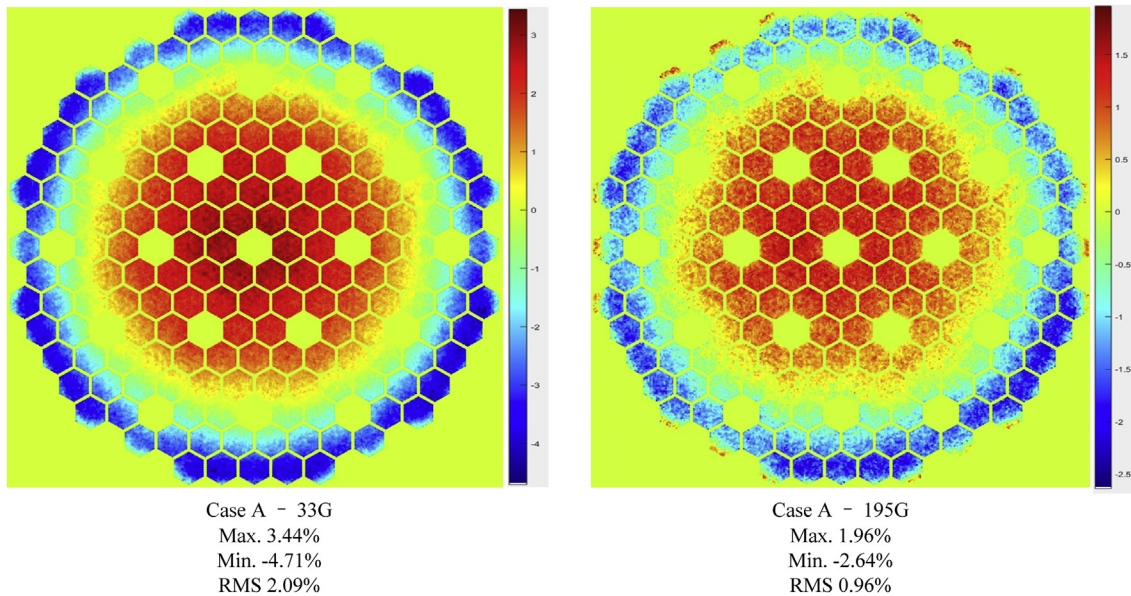 3
2
1
0
-1
-2
-3
-4
1.5
1
0.5
0
-0.5
-1
-1.5
-2
-2.5
Case A - 33G
Max. 3.44%
Min. -4.71%
RMS 2.09%
Case A - 195G
Max. 1.96%
Min. -2.64%
RMS 0.96%